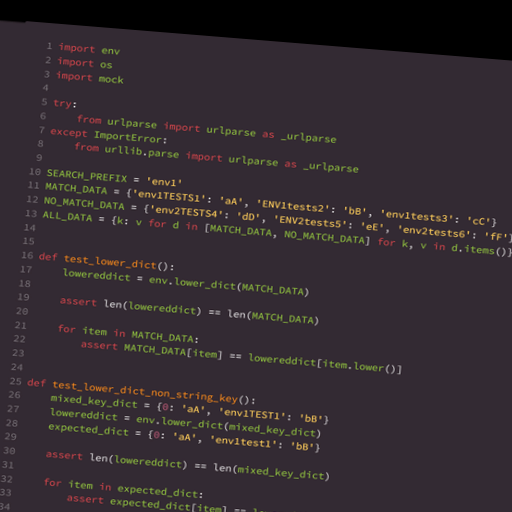 1 import env
2 import os
3 import mock
4
5 try:
6 from urlparse import urlparse as _urlparse
7 except ImportError:
8 from urllib.parse import urlparse as _urlparse
9
10 SEARCH_PREFIX = 'env1'
11 MATCH_DATA = {'env1TESTS1': 'aA', 'ENV1tests2': 'bB', 'env1tests3': 'cC'}
12 NO_MATCH_DATA = {'env2TESTS4': 'dD', 'ENV2tests5': 'eE', 'env2tests6': 'fF'}
13 ALL_DATA = {k: v for d in [MATCH_DATA, NO_MATCH_DATA] for k, v in d.items()}
14
15
16 def test_lower_dict():
17 lowereddict = env.lower_dict(MATCH_DATA)
18
19 assert len(lowereddict) == len(MATCH_DATA)
20
21 for item in MATCH_DATA:
22 assert MATCH_DATA[item] == lowereddict[item.lower()]
23
24
25 def test_lower_dict_non_string_key():
26 mixed_key_dict = {0: 'aA', 'env1TEST1': 'bB'}
27 lowereddict = env.lower_dict(mixed_key_dict)
28 expected_dict = {0: 'aA', 'env1test1': 'bB'}
29
30 assert len(lowereddict) == len(mixed_key_dict)
31
32 for item in expected_dict:
33 assert expected_dict[item] ==
34